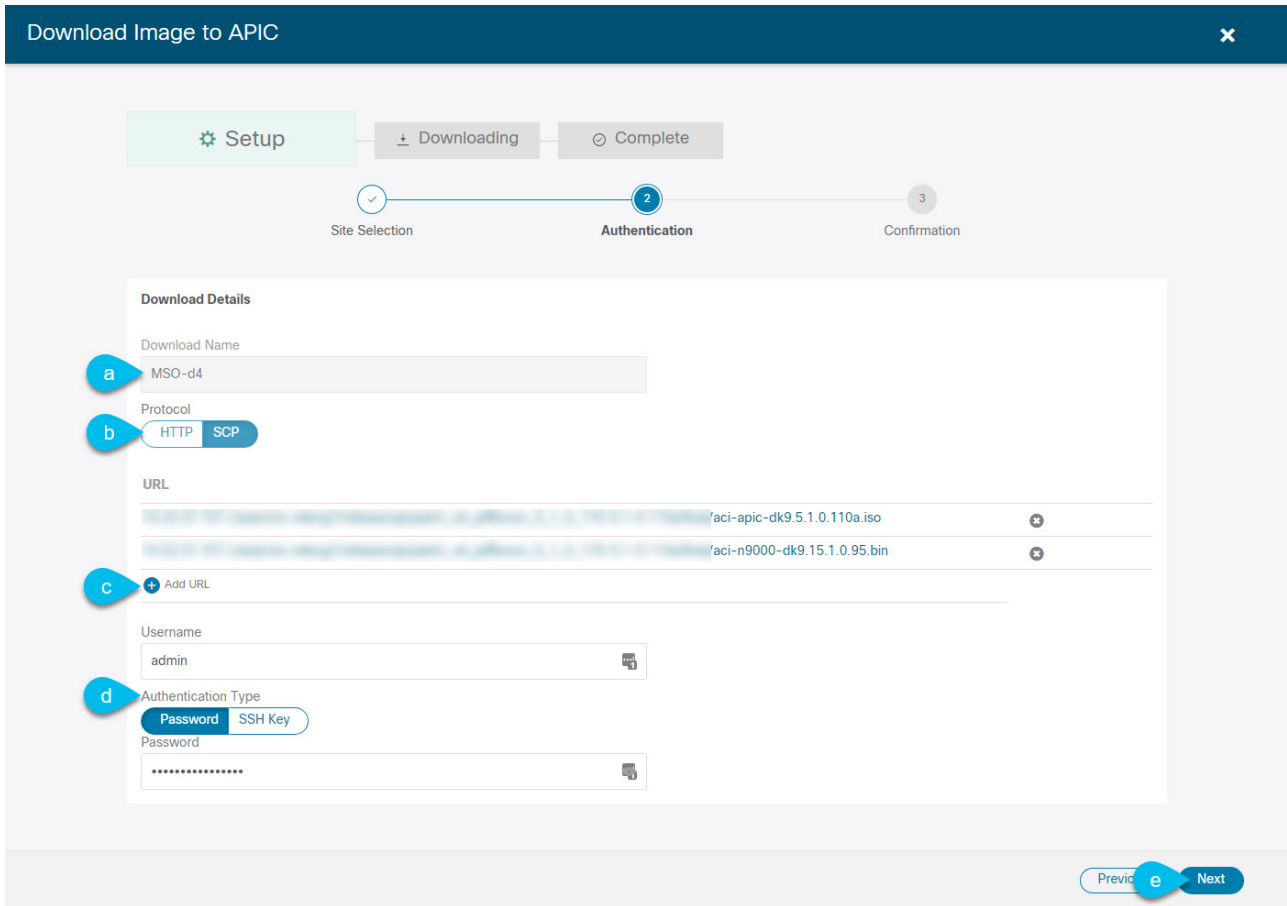 Download Image to APIC
Setup
Downloading
Complete
2
3
Site Selection
Authentication
Confirmation
Download Details
Download Name
a
MSO-d4
Protocol
b
HTTP SCP
URL
/aci-apic-dk9.5.1.0.110a.iso
/aci-n9000-dk9.15.1.0.95.bin
c
Add URL
Username
admin
d
Authentication Type
Password SSH Key
Password
••••••••••••••••
e
Next